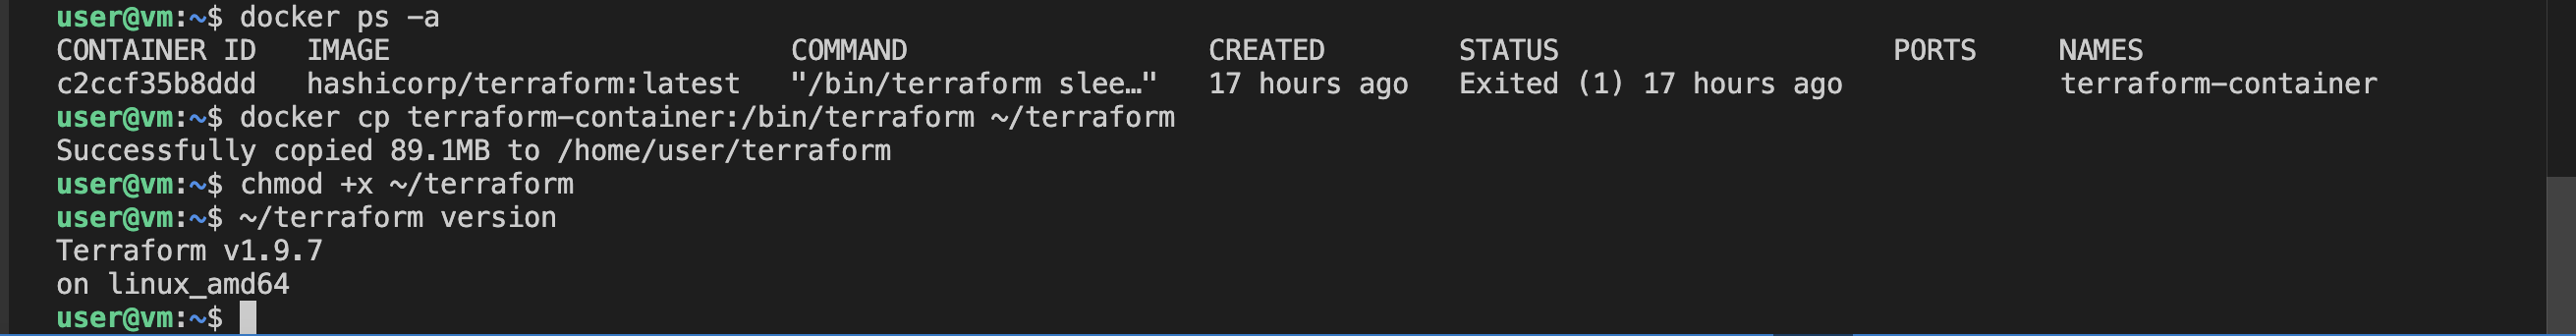 user@vm:~$ docker ps -a
CONTAINER ID   IMAGE                        COMMAND                  CREATED        STATUS                    PORTS     NAMES
c2ccf35b8ddd   hashicorp/terraform:latest   "/bin/terraform slee…"   17 hours ago   Exited (1) 17 hours ago             terraform-container
user@vm:~$ docker cp terraform-container:/bin/terraform ~/terraform
Successfully copied 89.1MB to /home/user/terraform
user@vm:~$ chmod +x ~/terraform
user@vm:~$ ~/terraform version
Terraform v1.9.7
on linux_amd64
user@vm:~$